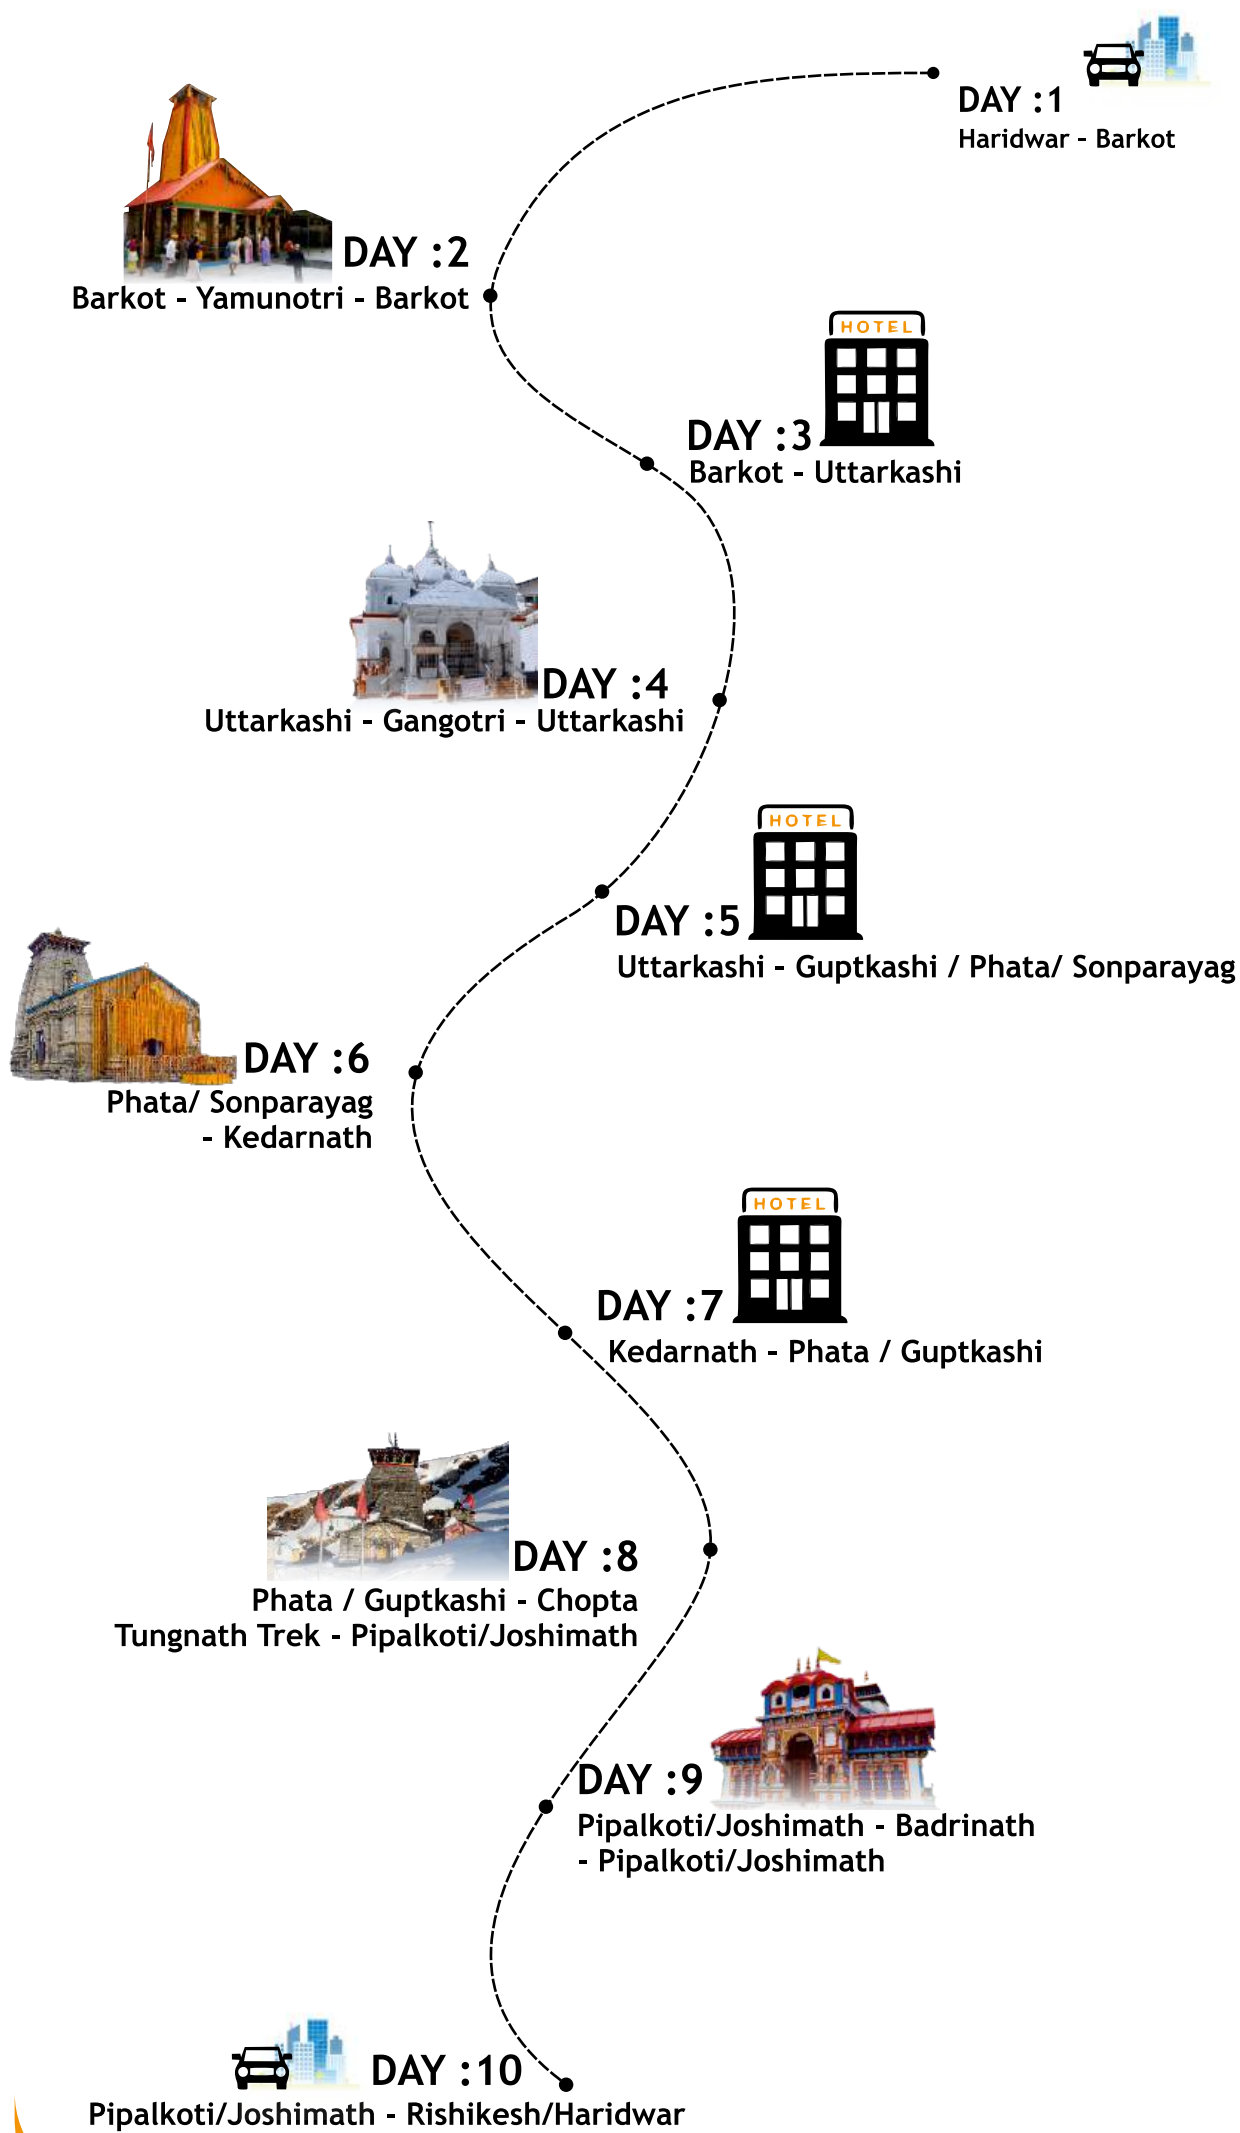 DAY :1
Haridwar - Barkot
DAY :2
Barkot - Yamunotri - Barkot
HOTEL
DAY :3
Barkot - Uttarkashi
DAY :4
Uttarkashi - Gangotri - Uttarkashi
HOTEL
DAY :5
Uttarkashi - Guptkashi / Phata/ Sonparayag
DAY :6
Phata/ Sonparayag
- Kedarnath
HOTEL
DAY :7
Kedarnath - Phata / Guptkashi
DAY :8
Phata / Guptkashi - Chopta
Tungnath Trek - Pipalkoti/Joshimath
DAY :9
Pipalkoti/Joshimath - Badrinath
- Pipalkoti/Joshimath
DAY :10
Pipalkoti/Joshimath - Rishikesh/Haridwar